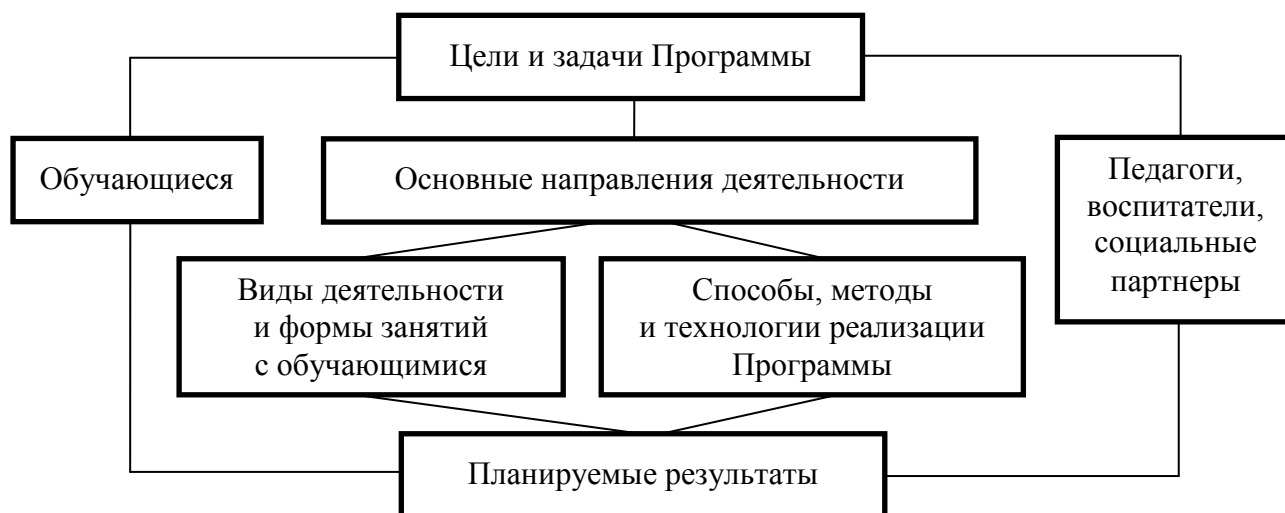 Цели и задачи Программы
Обучающиеся
Основные направления деятельности
Педагоги,
воспитатели,
социальные
партнеры
Виды деятельности
и формы занятий
с обучающимися
Способы, методы
и технологии реализации
Программы
Планируемые результаты